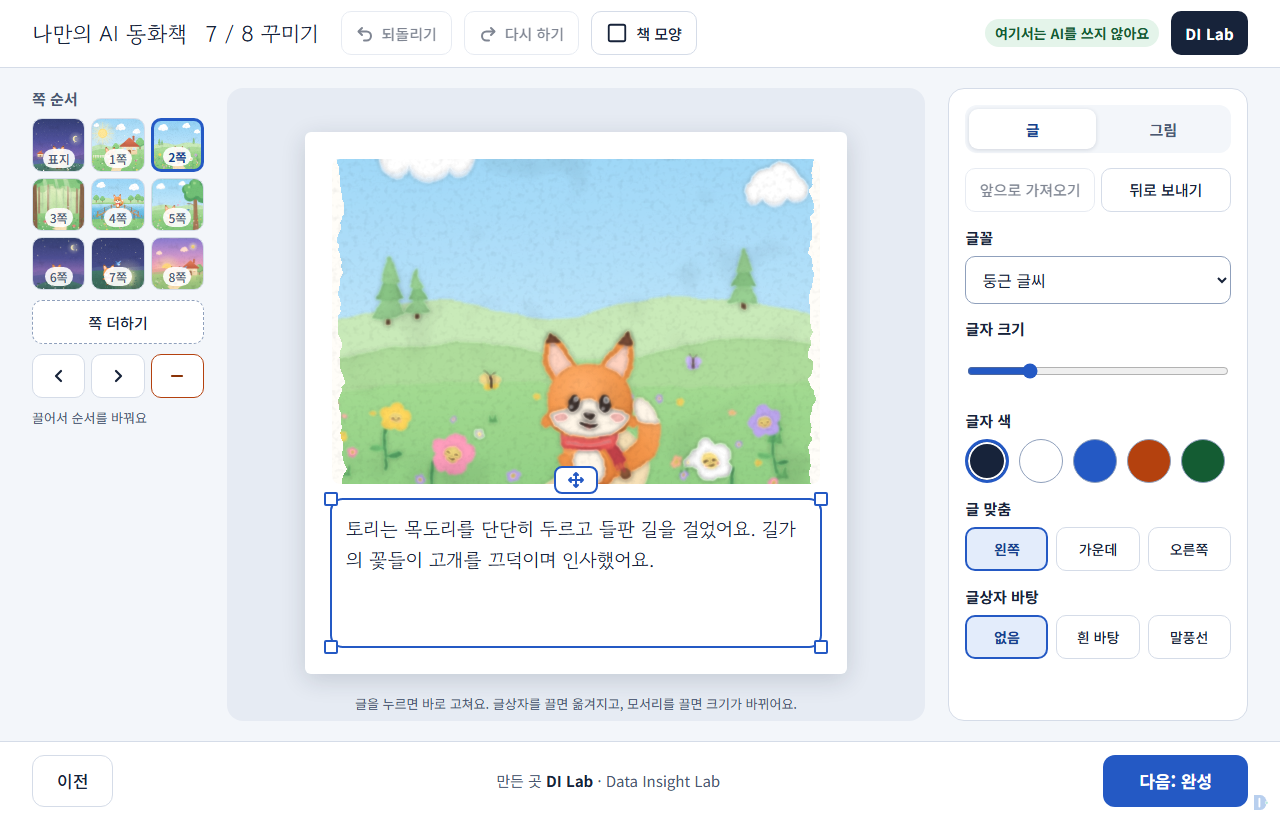 나만의 AI 동화책 7 / 8 꾸미기
되돌리기
다시 하기
책 모양
여기서는 AI를 쓰지 않아요
DI Lab
쪽 순서
표지
1쪽
2쪽
3쪽
4쪽
5쪽
6쪽
7쪽
8쪽
쪽 더하기
끌어서 순서를 바꿔요
토리는 목도리를 단단히 두르고 들판 길을 걸었어요. 길가
의 꽃들이 고개를 끄덕이며 인사했어요.
글을 누르면 바로 고쳐요. 글상자를 끌면 옮겨지고, 모서리를 끌면 크기가 바뀌어요.
글
그림
앞으로 가져오기
뒤로 보내기
글꼴
둥근 글씨
글자 크기
글자 색
글 맞춤
왼쪽
가운데
오른쪽
글상자 바탕
없음
흰 바탕
말풍선
이전
만든 곳 DI Lab · Data Insight Lab
다음: 완성